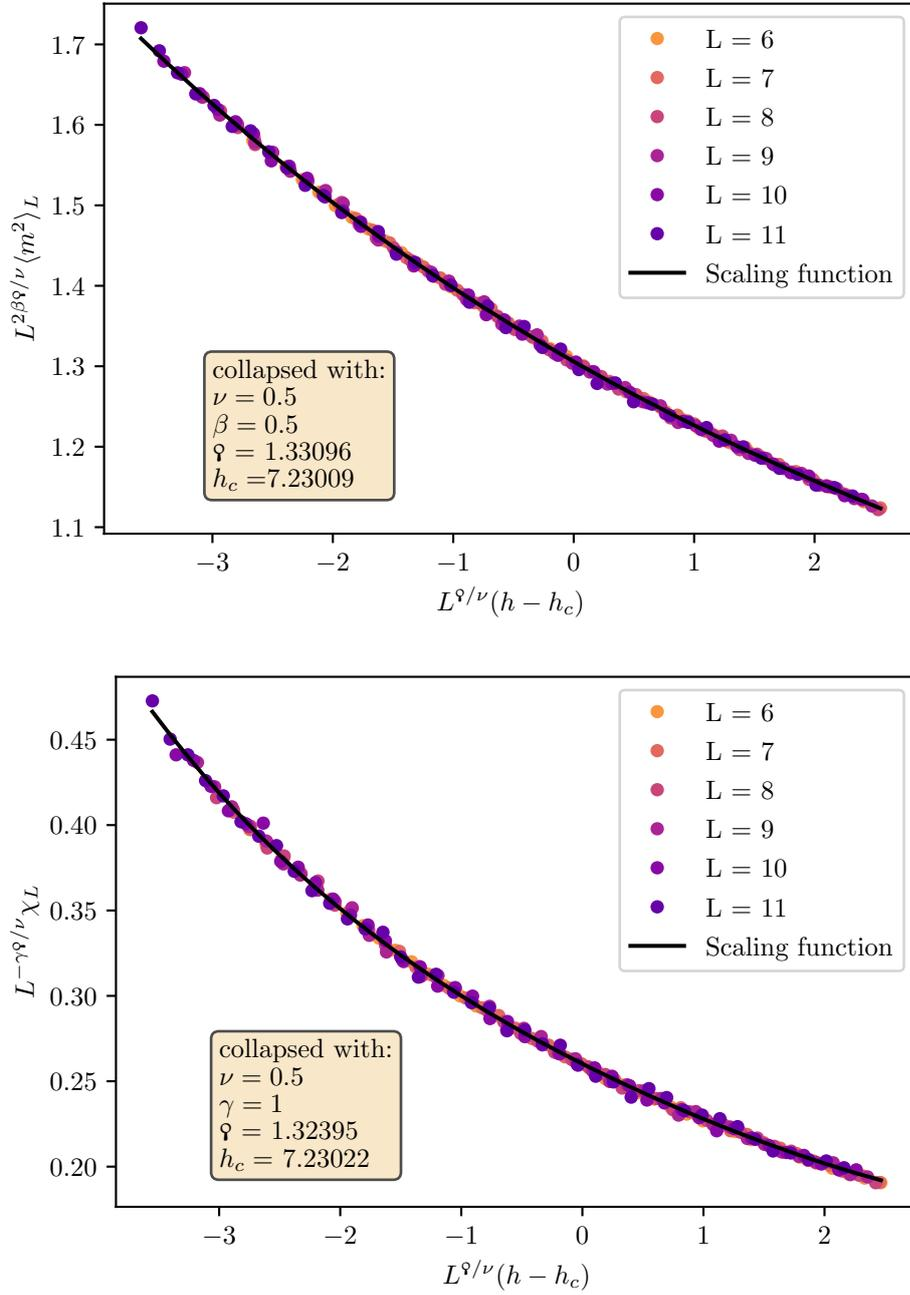 1.7
1.6
1.5
1.4
1.3
1.2
1.1
L^{2βϙ/ν}⟨m²⟩_L
L = 6
L = 7
L = 8
L = 9
L = 10
L = 11
Scaling function
collapsed with:
ν = 0.5
β = 0.5
ϙ = 1.33096
h_c =7.23009
−3 −2 −1 0 1 2
L^{ϙ/ν}(h − h_c)
0.45
0.40
0.35
0.30
0.25
0.20
L^{−γϙ/ν}χ_L
L = 6
L = 7
L = 8
L = 9
L = 10
L = 11
Scaling function
collapsed with:
ν = 0.5
γ = 1
ϙ = 1.32395
h_c = 7.23022
−3 −2 −1 0 1 2
L^{ϙ/ν}(h − h_c)